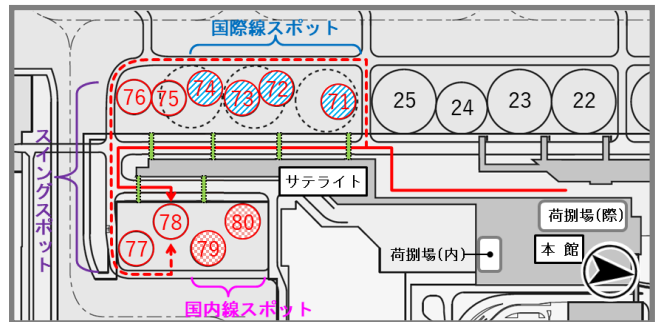 国際線スポット
76
75
74
73
72
71
25
24
23
22
スイングスポット
サテライト
荷捌場(際)
78
80
77
79
荷捌場(内)
本 館
国内線スポット